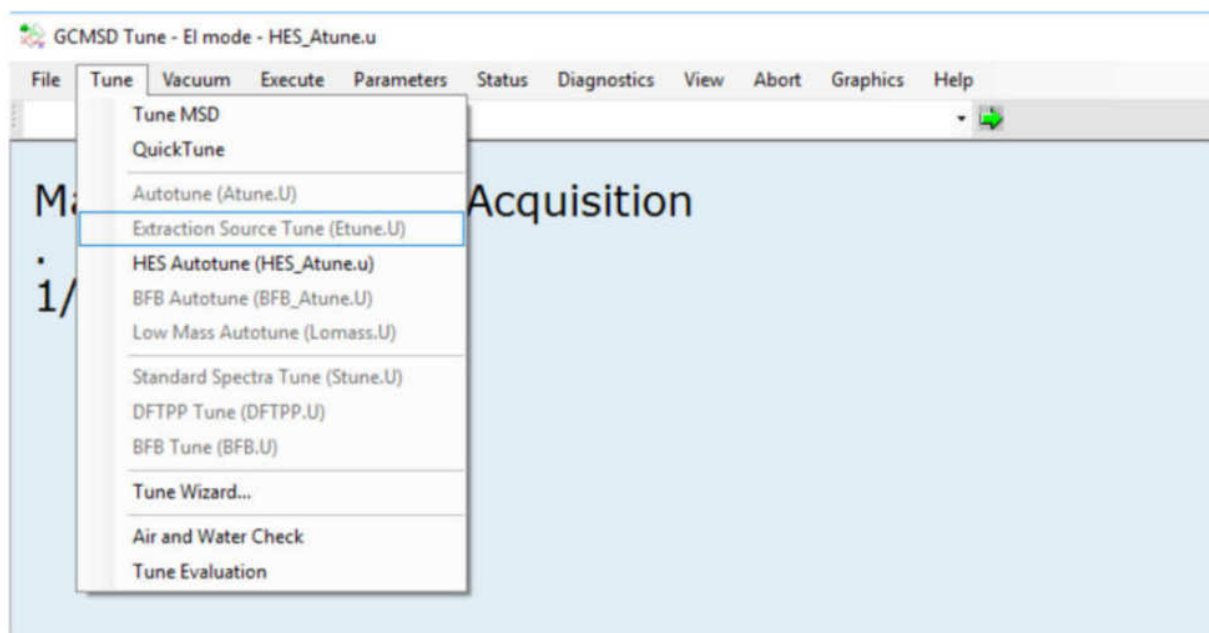 GCMSD Tune - EI mode - HES_Atune.u
File Tune Vacuum Execute Parameters Status Diagnostics View Abort Graphics Help
Tune MSD
QuickTune
Autotune (Atune.U)
Acquisition
Extraction Source Tune (Etune.U)
HES Autotune (HES_Atune.u)
1/
BFB Autotune (BFB_Atune.U)
Low Mass Autotune (Lomass.U)
Standard Spectra Tune (Stune.U)
DFTPP Tune (DFTPP.U)
BFB Tune (BFB.U)
Tune Wizard...
Air and Water Check
Tune Evaluation